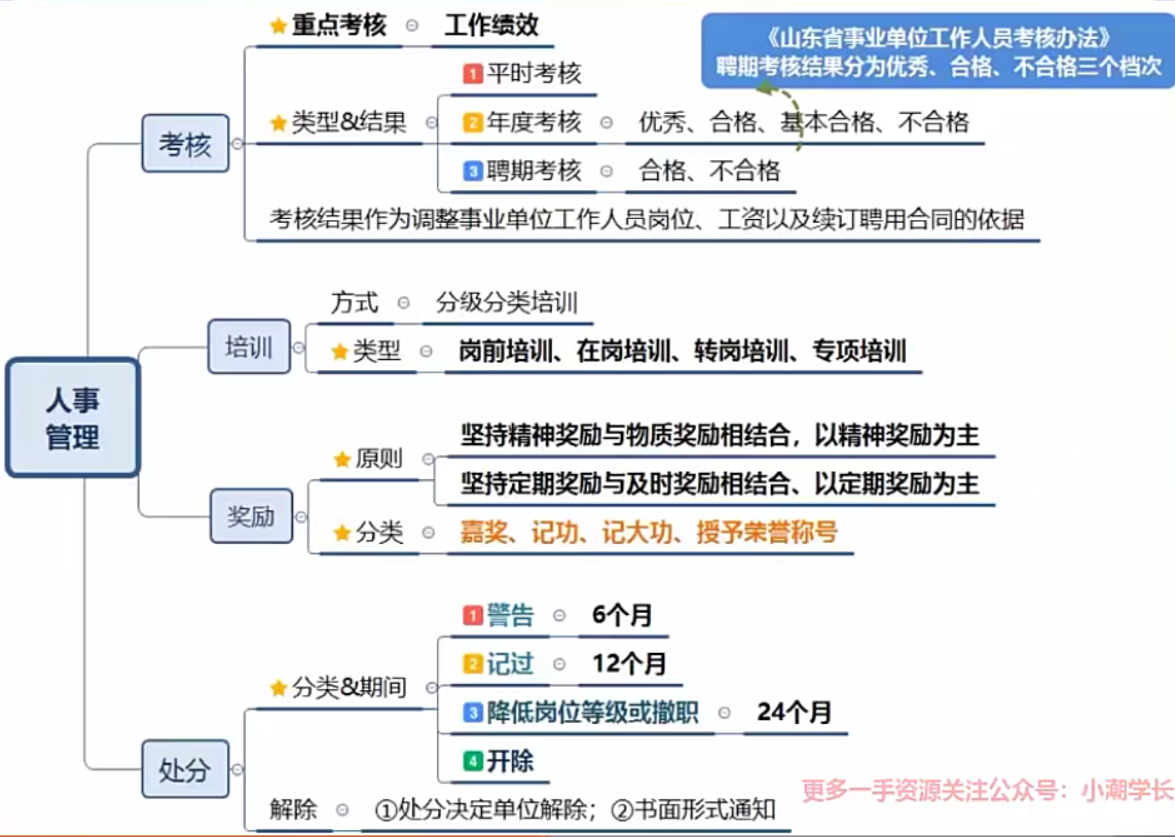 重点考核 工作绩效
《山东省事业单位工作人员考核办法》
聘期考核结果分为优秀、合格、不合格三个档次
考核
类型&结果
1 平时考核
2 年度考核 优秀、合格、基本合格、不合格
3 聘期考核 合格、不合格
考核结果作为调整事业单位工作人员岗位、工资以及续订聘用合同的依据
人事
管理
培训
方式 分级分类培训
类型 岗前培训、在岗培训、转岗培训、专项培训
奖励
原则
坚持精神奖励与物质奖励相结合，以精神奖励为主
坚持定期奖励与及时奖励相结合、以定期奖励为主
分类 嘉奖、记功、记大功、授予荣誉称号
处分
分类&期间
1 警告 6个月
2 记过 12个月
3 降低岗位等级或撤职 24个月
4 开除
解除 ①处分决定单位解除；②书面形式通知
更多一手资源关注公众号：小潮学长